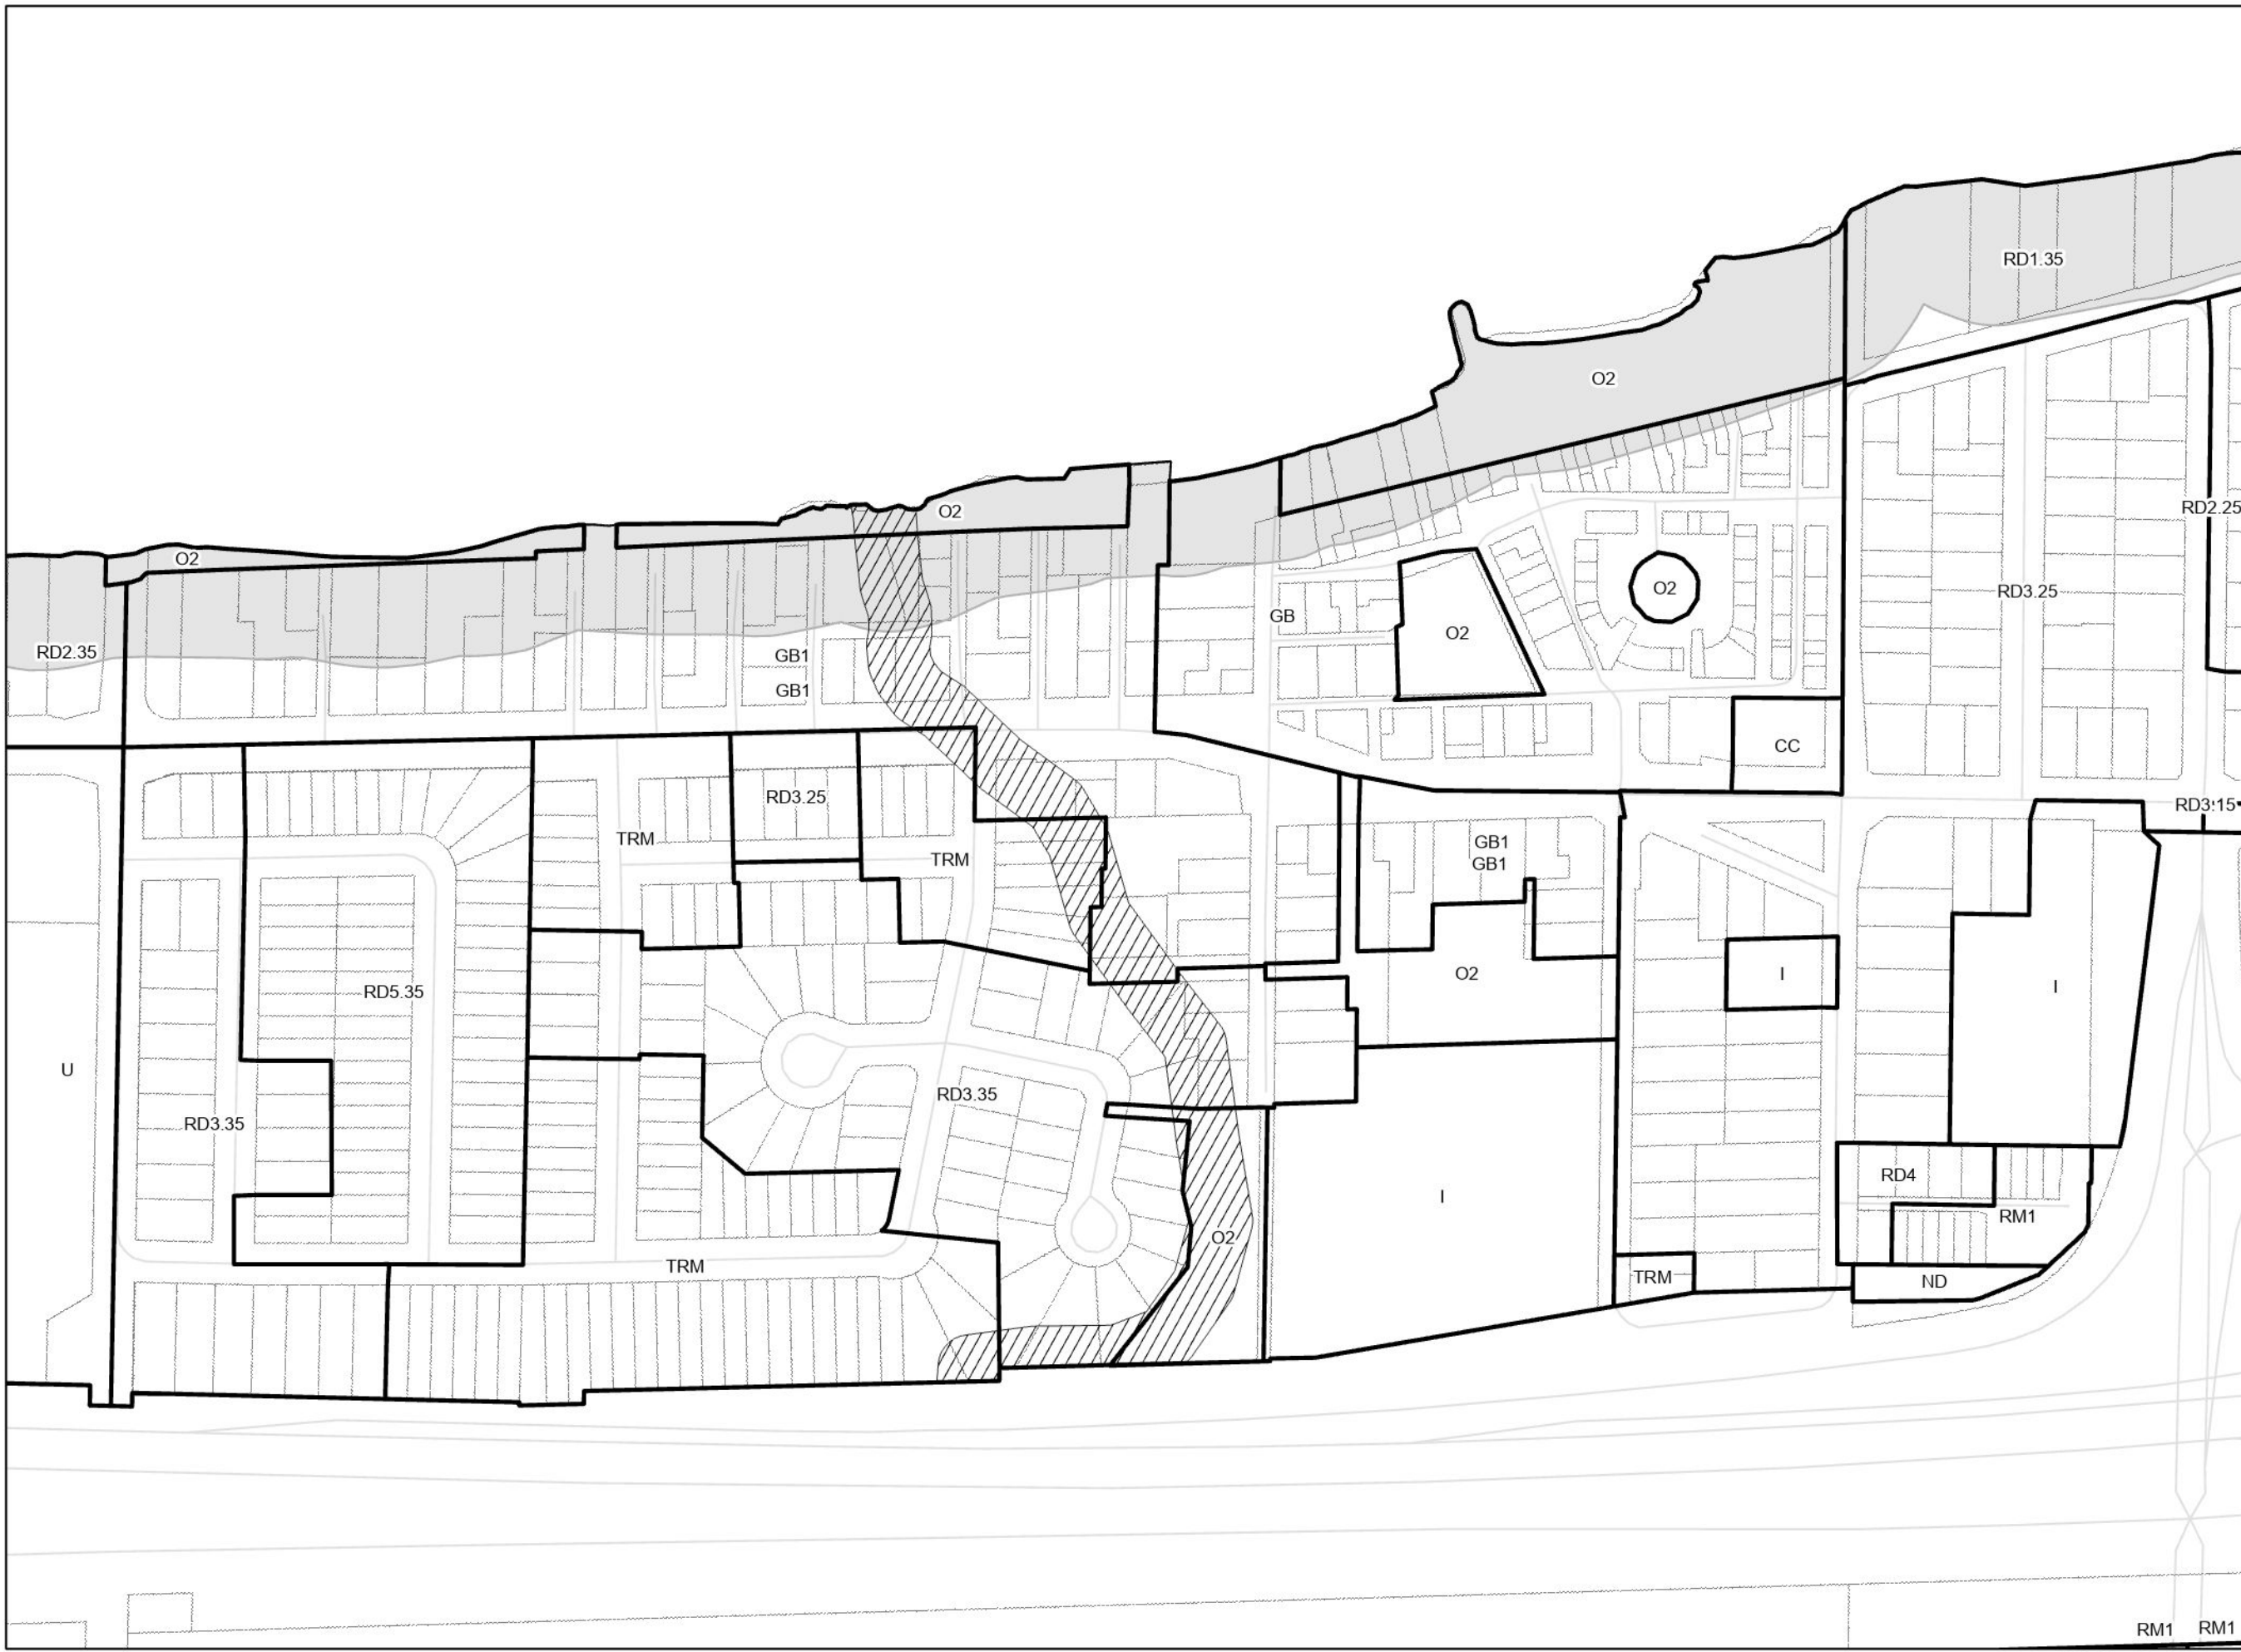 RD1.35
O2
RD2.25
O2
O2
RD2.35
GB1
GB1
GB
O2
O2
RD3.25
CC
RD3.25
TRM
TRM
GB1
GB1
RD3.15
O2
I
I
RD5.35
U
RD3.35
RD3.35
I
RD4
RM1
O2
TRM
TRM
ND
RM1 RM1